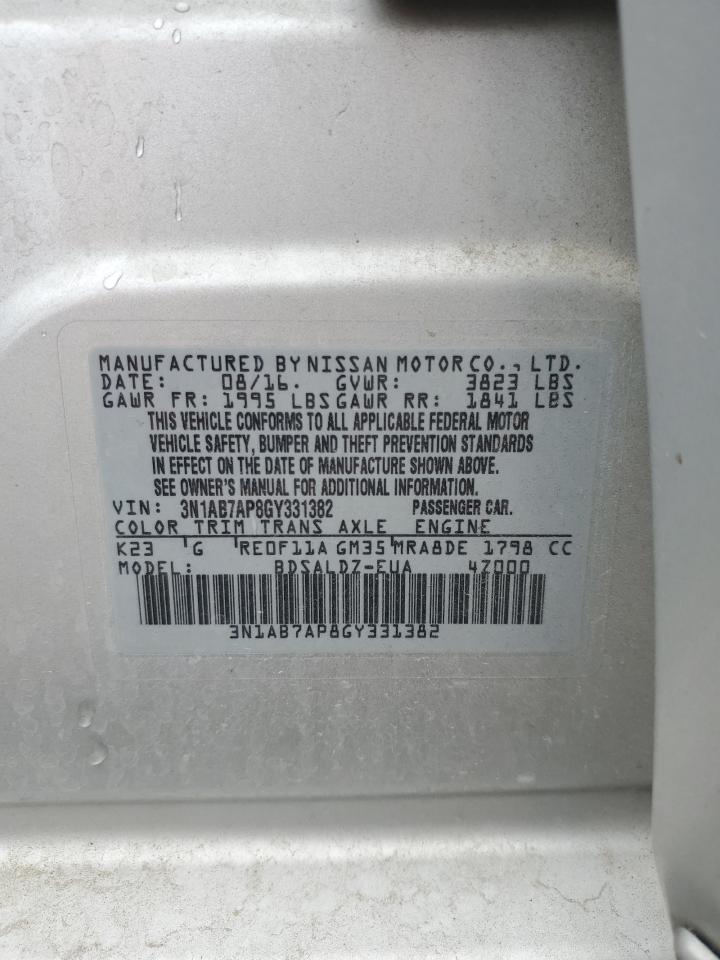 MANUFACTURED BY NISSAN MOTOR CO., LTD.
DATE: 08/16. GVWR: 3823 LBS
GAWR FR: 1995 LBS GAWR RR: 1841 LBS
THIS VEHICLE CONFORMS TO ALL APPLICABLE FEDERAL MOTOR
VEHICLE SAFETY, BUMPER AND THEFT PREVENTION STANDARDS
IN EFFECT ON THE DATE OF MANUFACTURE SHOWN ABOVE.
SEE OWNER'S MANUAL FOR ADDITIONAL INFORMATION.
VIN: 3N1AB7AP8GY331382 PASSENGER CAR.
COLOR TRIM TRANS AXLE ENGINE
K23 G RE0F11A GM35 MRA8DE 1798 CC
MODEL: BDSALDZ-EUA 4Z000
3N1AB7AP8GY331382